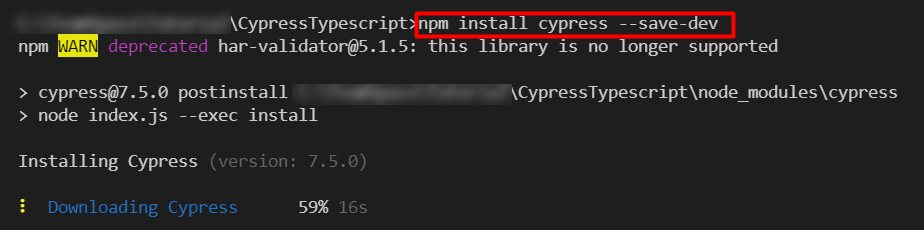 \CypressTypescript>npm install cypress --save-dev
npm WARN deprecated har-validator@5.1.5: this library is no longer supported
> cypress@7.5.0 postinstall \CypressTypescript\node_modules\cypress
> node index.js --exec install
Installing Cypress (version: 7.5.0)
⠇ Downloading Cypress 59% 16s